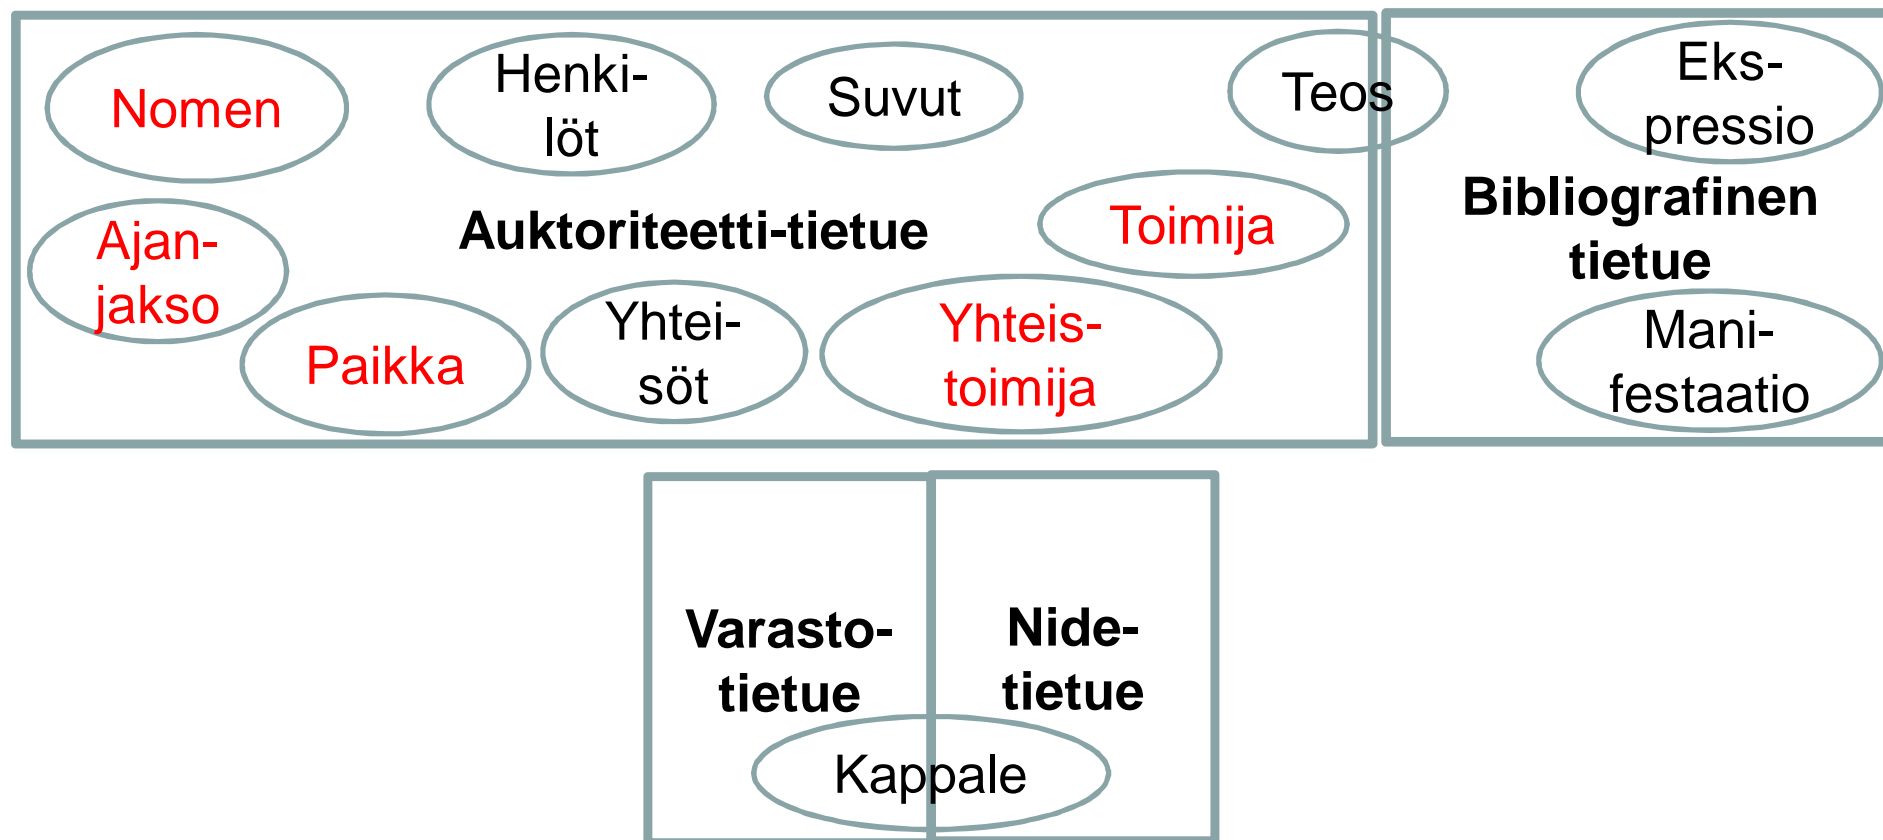 Nomen
Henki-
löt
Suvut
Teos
Eks-
pressio
Ajan-
jakso
Auktoriteetti-tietue
Toimija
Bibliografinen
tietue
Paikka
Yhtei-
söt
Yhteis-
toimija
Mani-
festaatio
Varasto-
tietue
Nide-
tietue
Kappale